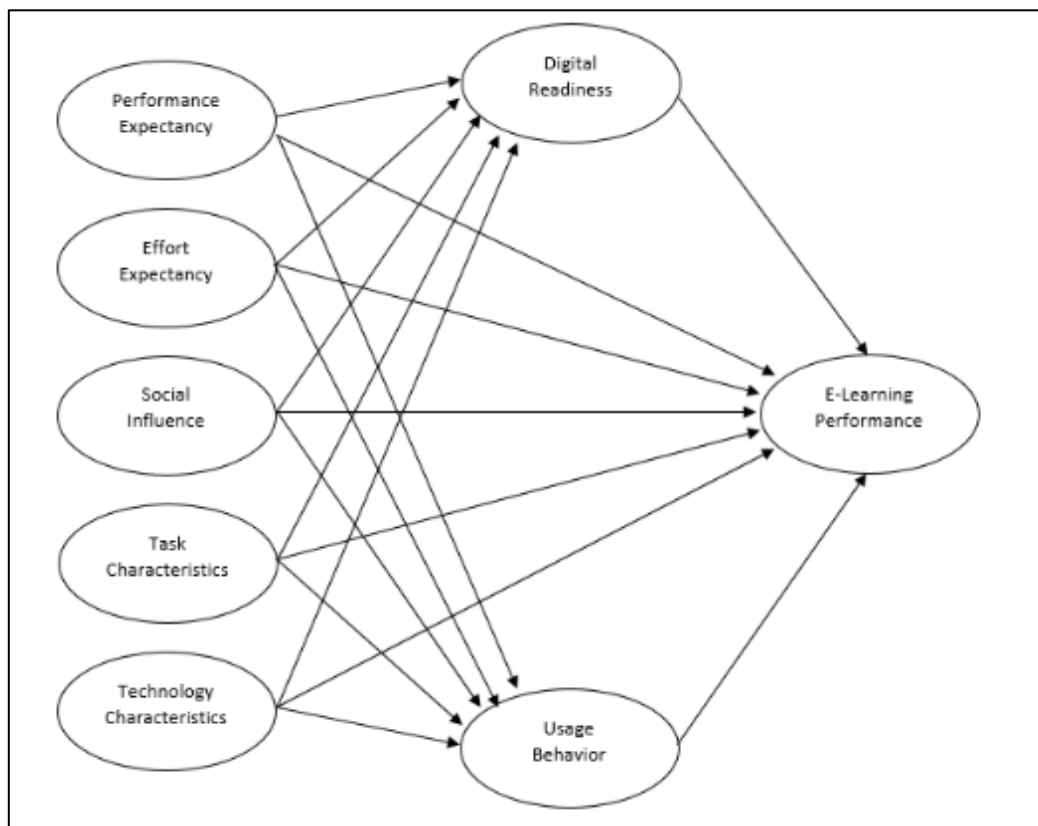 Digital
Readiness
Performance
Expectancy
Effort
Expectancy
Social
Influence
E-Learning
Performance
Task
Characteristics
Technology
Characteristics
Usage
Behavior